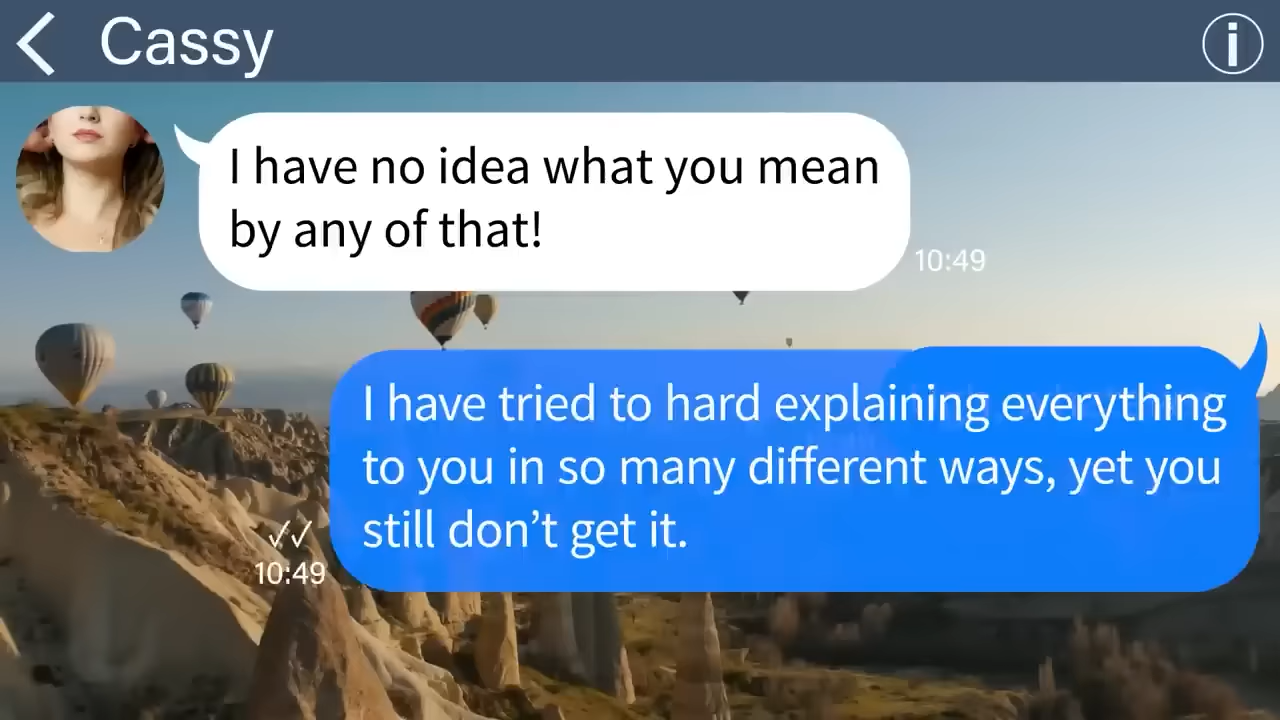 Cassy
I have no idea what you mean
by any of that!
10:49
I have tried to hard explaining everything
to you in so many different ways, yet you
still don’t get it.
10:49